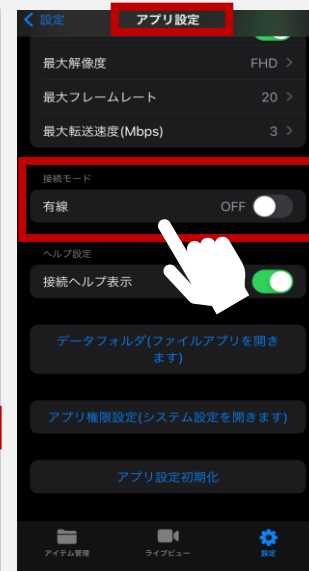 設定
アプリ設定
最大解像度 FHD >
最大フレームレート 20 >
最大転送速度(Mbps) 3 >
接続モード
有線 OFF
ヘルプ設定
接続ヘルプ表示
データフォルダ(ファイルアプリを開き
ます)
アプリ権限設定(システム設定を開きます)
アプリ設定初期化
アイテム管理 ライブビュー 設定